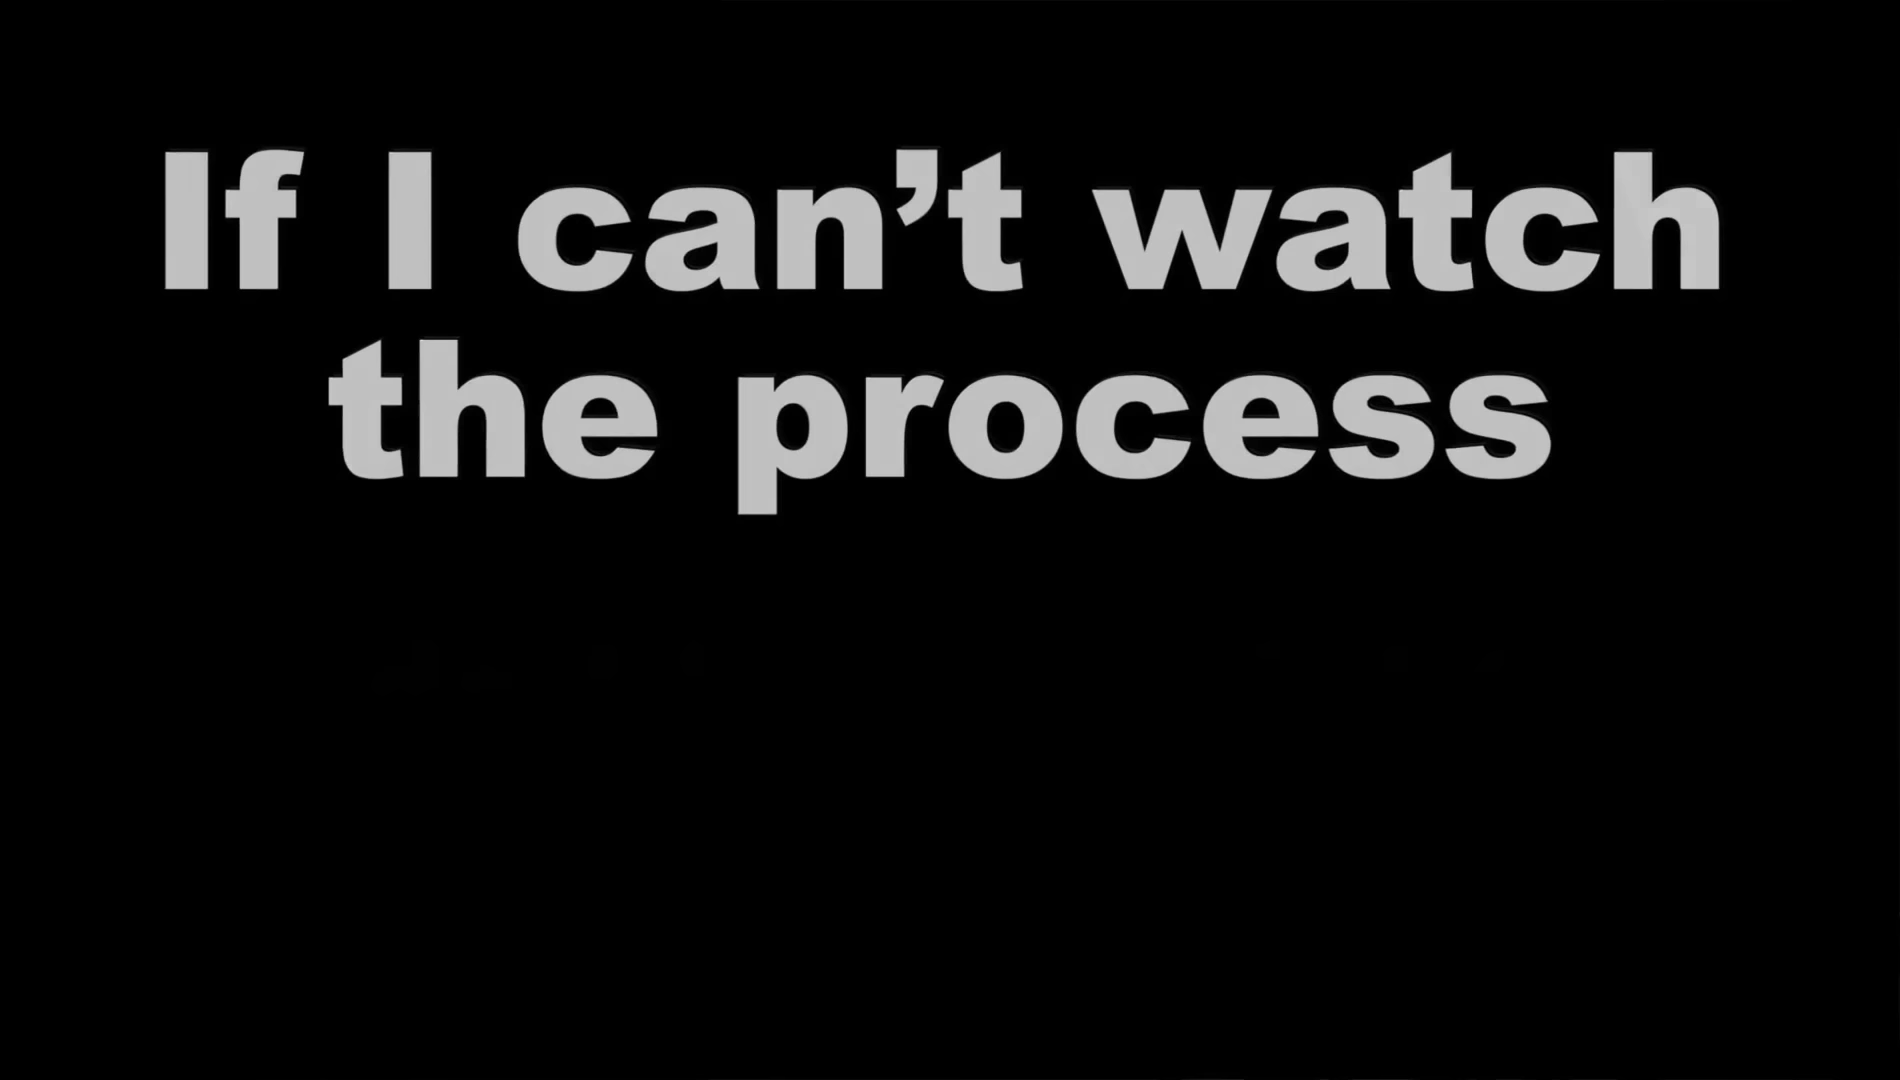 If I can’t watch
the process